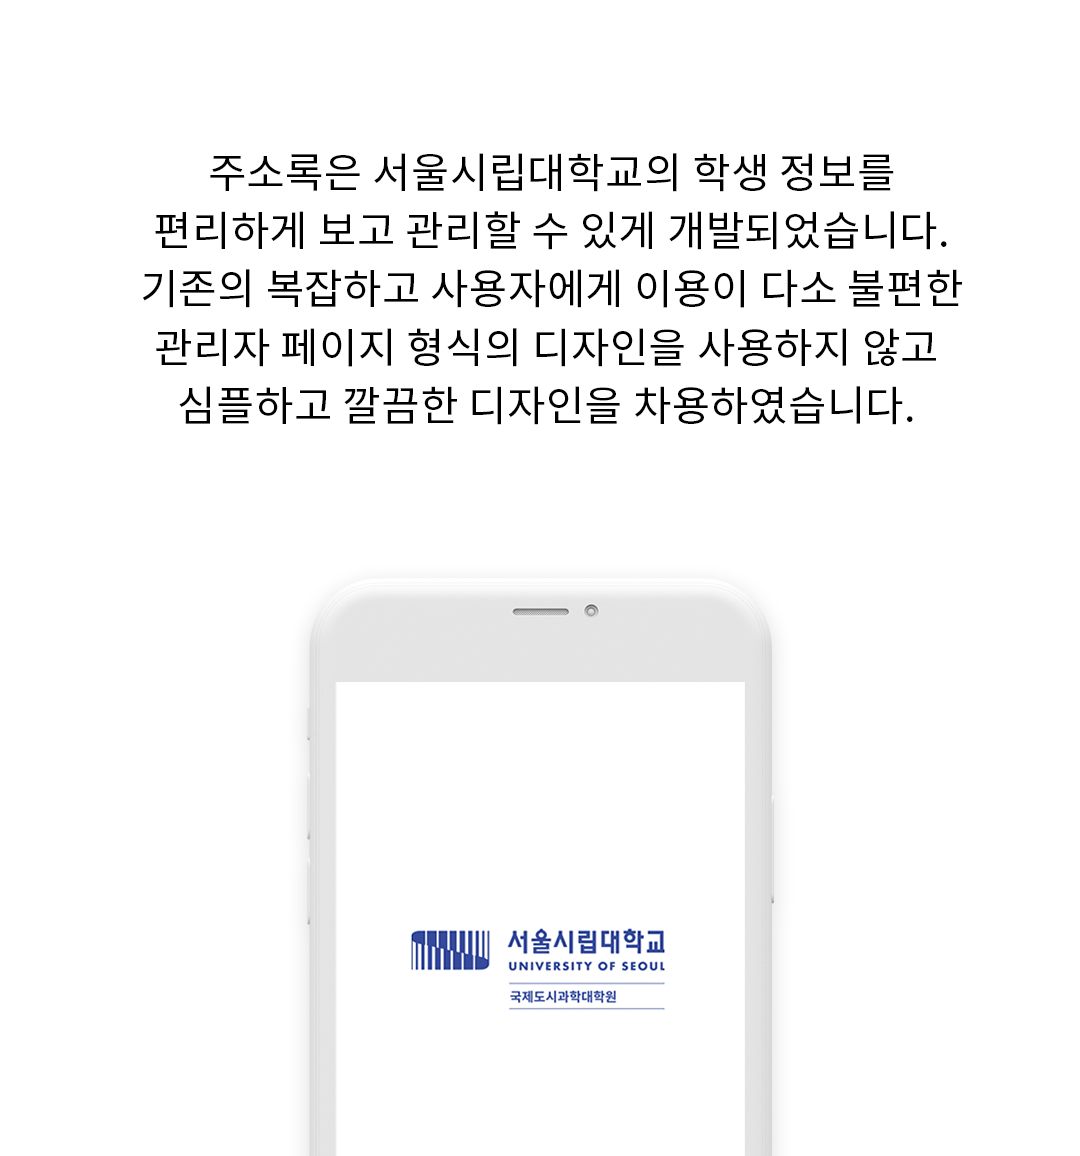 주소록은 서울시립대학교의 학생 정보를
편리하게 보고 관리할 수 있게 개발되었습니다.
기존의 복잡하고 사용자에게 이용이 다소 불편한
관리자 페이지 형식의 디자인을 사용하지 않고
심플하고 깔끔한 디자인을 차용하였습니다.
서울시립대학교
UNIVERSITY OF SEOUL
국제도시과학대학원